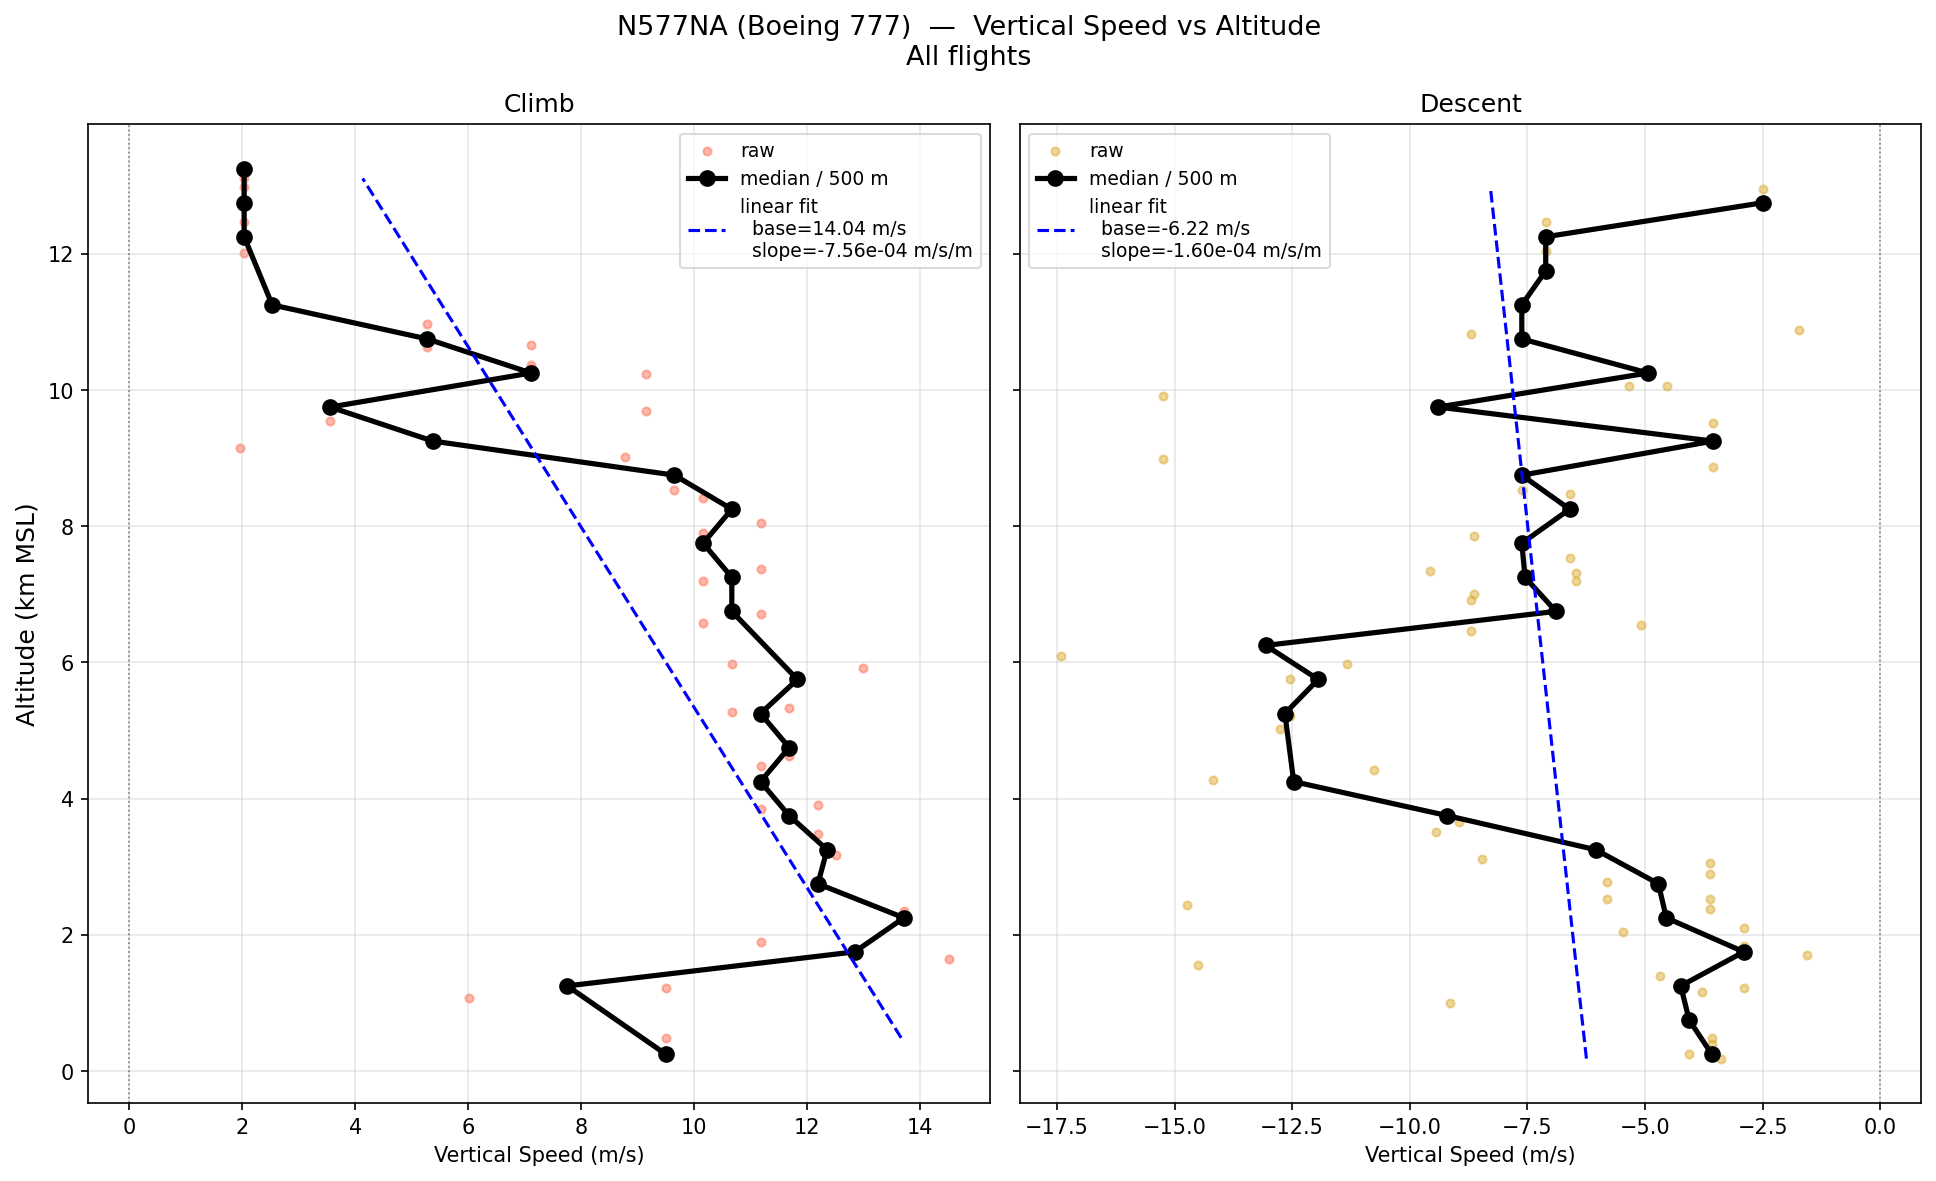 N577NA (Boeing 777)  —  Vertical Speed vs Altitude
All flights
Climb
Descent
raw
median / 500 m
linear fit
base=14.04 m/s
slope=-7.56e-04 m/s/m
raw
median / 500 m
linear fit
base=-6.22 m/s
slope=-1.60e-04 m/s/m
Altitude (km MSL)
12
10
8
6
4
2
0
0 2 4 6 8 10 12 14
−17.5 −15.0 −12.5 −10.0 −7.5 −5.0 −2.5 0.0
Vertical Speed (m/s)
Vertical Speed (m/s)